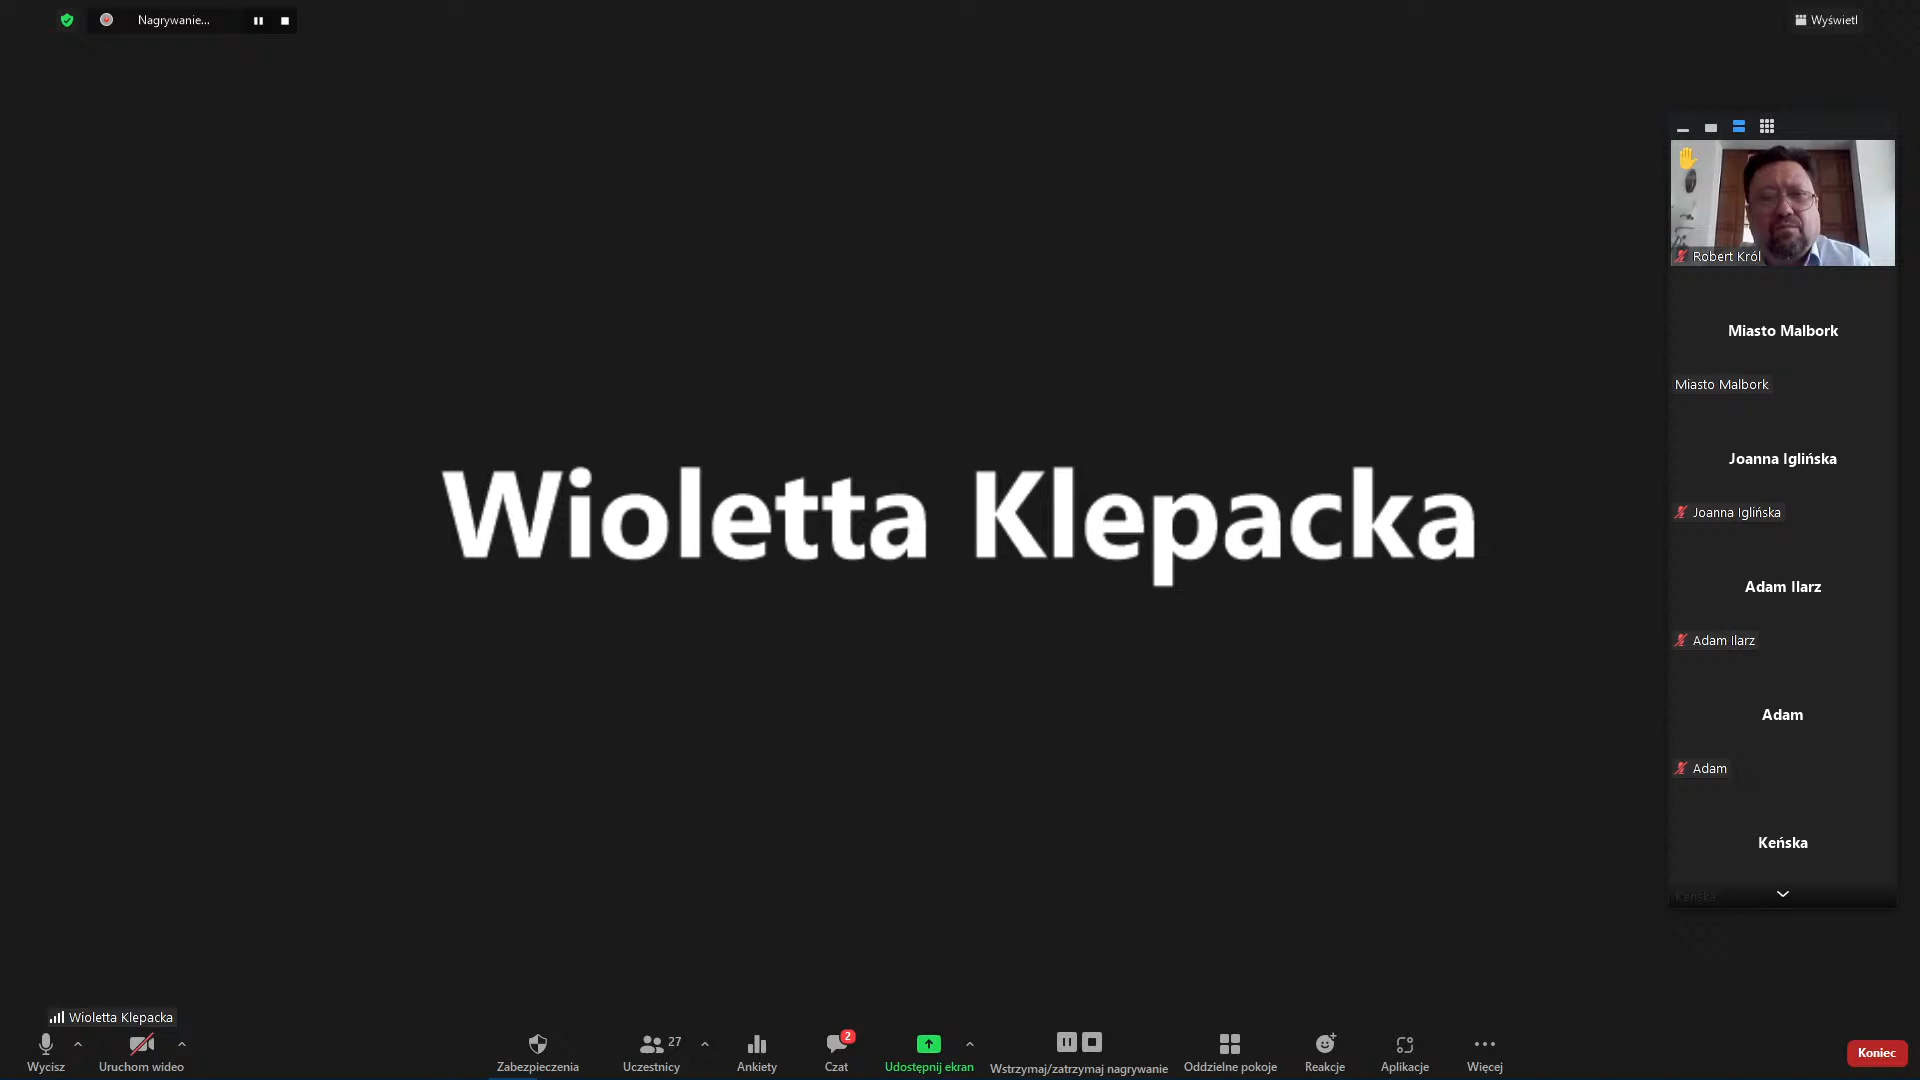 Nagrywanie...
Wyświetl
Robert Król
Miasto Malbork
Miasto Malbork
Joanna Iglińska
Joanna Iglińska
Adam Ilarz
Adam Ilarz
Adam
Adam
Keńska
Keńska
Wioletta Klepacka
Wioletta Klepacka
Wycisz
Uruchom wideo
Zabezpieczenia
27
Uczestnicy
Ankiety
2
Czat
Udostępnij ekran
Wstrzymaj/zatrzymaj nagrywanie
Oddzielne pokoje
Reakcje
Aplikacje
Więcej
Koniec